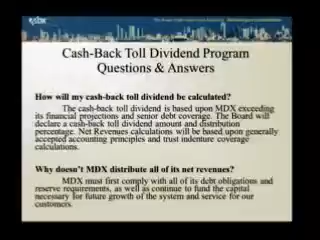 Cash-Back Toll Dividend Program
Questions & Answers
How will my cash-back toll dividend be calculated?
The cash-back toll dividend is based upon MDX exceeding
its financial projections and senior debt coverage. The Board will
declare a cash-back toll dividend amount and distribution
percentage. Net Revenues calculations will be based upon generally
accepted accounting principles and trust indenture coverage
calculations.
Why doesn't MDX distribute all of its net revenues?
MDX must first comply with all of its debt obligations and
reserve requirements, as well as continue to fund the capital
necessary for future growth of the system and service for our
customers.